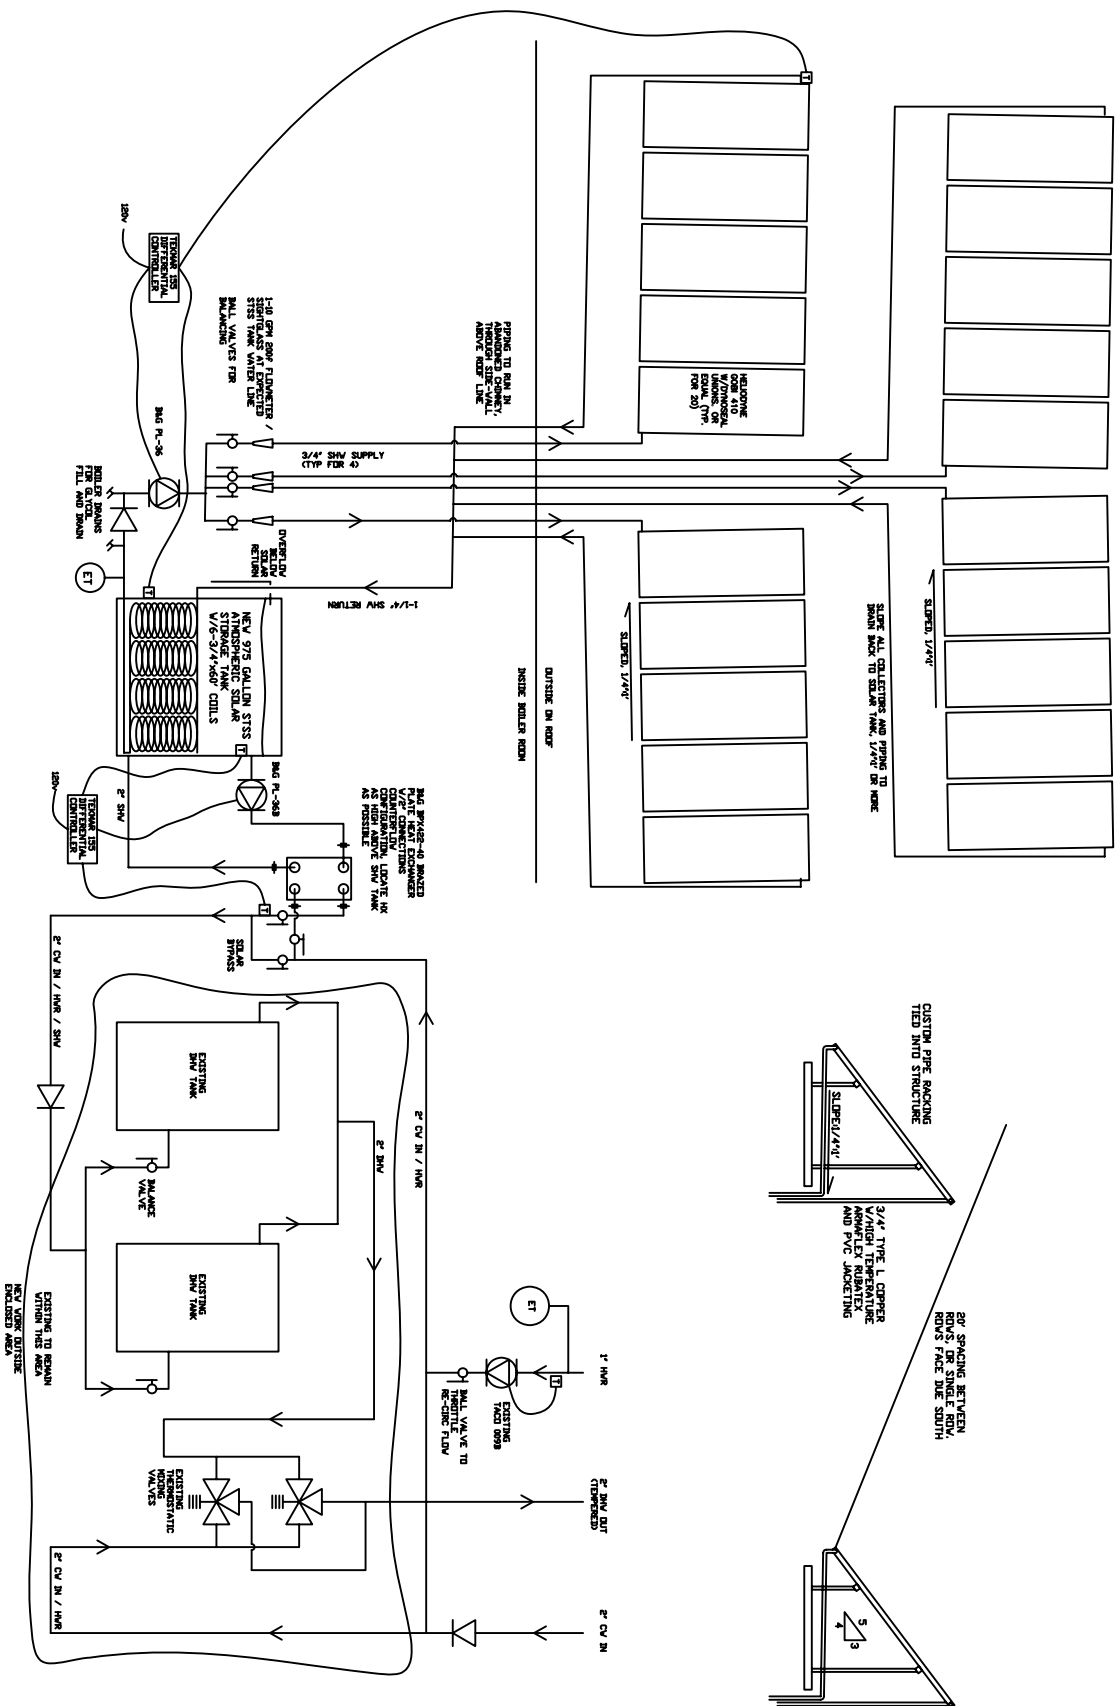 HELIODYNE
GOBI 410
W/DYNOSEAL
UNIONS, OR
EQUAL (TYP.
FOR 20)
PIPING TO RUN IN
ABANDONED CHIMNEY,
THROUGH SIDE-WALL
ABOVE ROOF LINE
SLOPE ALL COLLECTORS AND PIPING TO
DRAIN BACK TO SOLAR TANK, 1/4"/1' OR MORE
SLOPED, 1/4"/1'
SLOPED, 1/4"/1'
OUTSIDE ON ROOF
INSIDE BOILER ROOM
120v
TEKMAR 155
DIFFERENTIAL
CONTROLLER
1-10 GPM 200F FLOWMETER /
SIGHTGLASS AT EXPECTED
STSS TANK WATER LINE
BALL VALVES FOR
BALANCING
3/4" SHW SUPPLY
(TYP FOR 4)
B&G PL-36
BOILER DRAINS
FOR GLYCOL
FILL AND DRAIN
ET
T
T
OVERFLOW
BELOW
SOLAR
RETURN
1-1/4" SHW RETURN
NEW 975 GALLON STSS
ATMOSPHERIC SOLAR
STORAGE TANK
W/6-3/4"x60' COILS
T
B&G PL-36B
2" SHW
120v
TEKMAR 155
DIFFERENTIAL
CONTROLLER
B&G BPX422-40 BRAZED
PLATE HEAT EXCHANGER
W/2" CONNECTIONS
COUNTERFLOW
CONFIGURATION, LOCATE HX
AS HIGH ABOVE SHW TANK
AS POSSIBLE
T
SOLAR
BYPASS
2" CW IN / HWR / SHW
EXISTING
DHW TANK
EXISTING
DHW TANK
BALANCE
VALVE
2" DHW
2" CW IN / HWR
EXISTING TO REMAIN
WITHIN THIS AREA
NEW WORK OUTSIDE
ENCLOSED AREA
ET
T
1" HWR
EXISTING
TACO 009B
BALL VALVE TO
THROTTLE
RE-CIRC FLOW
EXISTING
THERMOSTATIC
MIXING
VALVES
2" DHW OUT
(TEMPERED)
2" CW IN / HWR
2" CW IN
CUSTOM PIPE RACKING
TIED INTO STRUCTURE
SLOPE1/4"/1'
3/4" TYPE L COPPER
W/HIGH TEMPERATURE
ARMAFLEX RUBATEX
AND PVC JACKETING
20' SPACING BETWEEN
ROWS, OR SINGLE ROW.
ROWS FACE DUE SOUTH
5
4
3